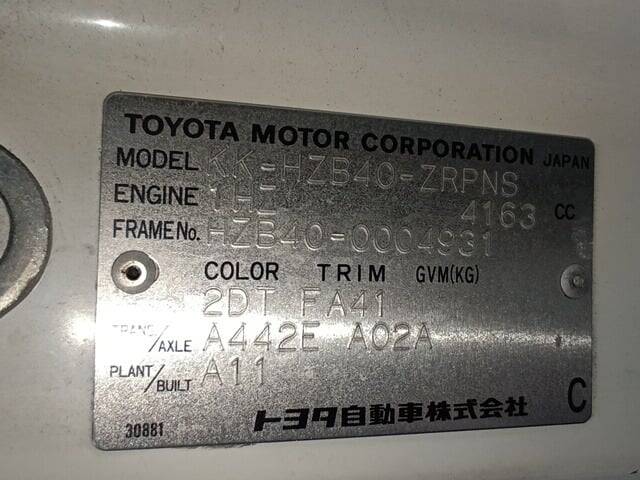 TOYOTA MOTOR CORPORATION JAPAN
MODEL KK-HZB40-ZRPNS
ENGINE 1HZ 4163 CC
FRAME No. HZB40-0004931
COLOR TRIM GVM(KG)
2DT FA41
TRANS/AXLE A442E A02A
PLANT/BUILT A11
トヨタ自動車株式会社 C
30881